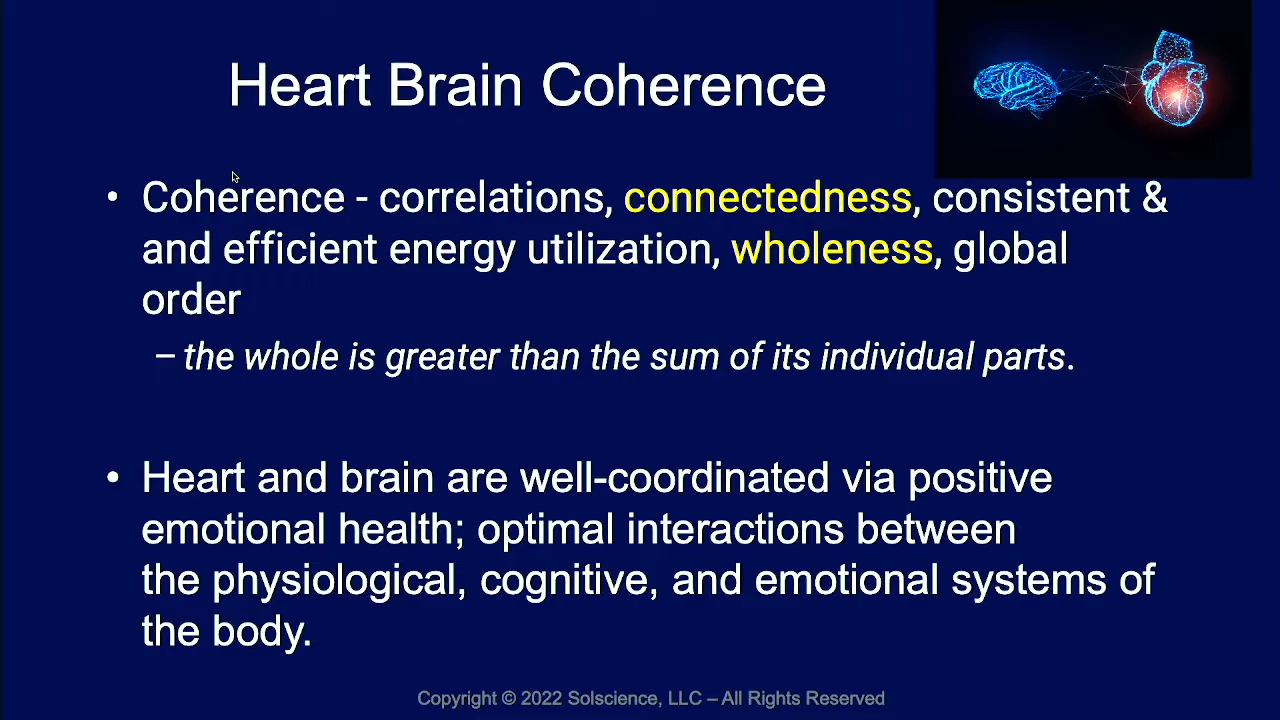 Heart Brain Coherence
• Coherence - correlations, connectedness, consistent &
and efficient energy utilization, wholeness, global
order
– the whole is greater than the sum of its individual parts.
• Heart and brain are well-coordinated via positive
emotional health; optimal interactions between
the physiological, cognitive, and emotional systems of
the body.
Copyright © 2022 Solscience, LLC – All Rights Reserved